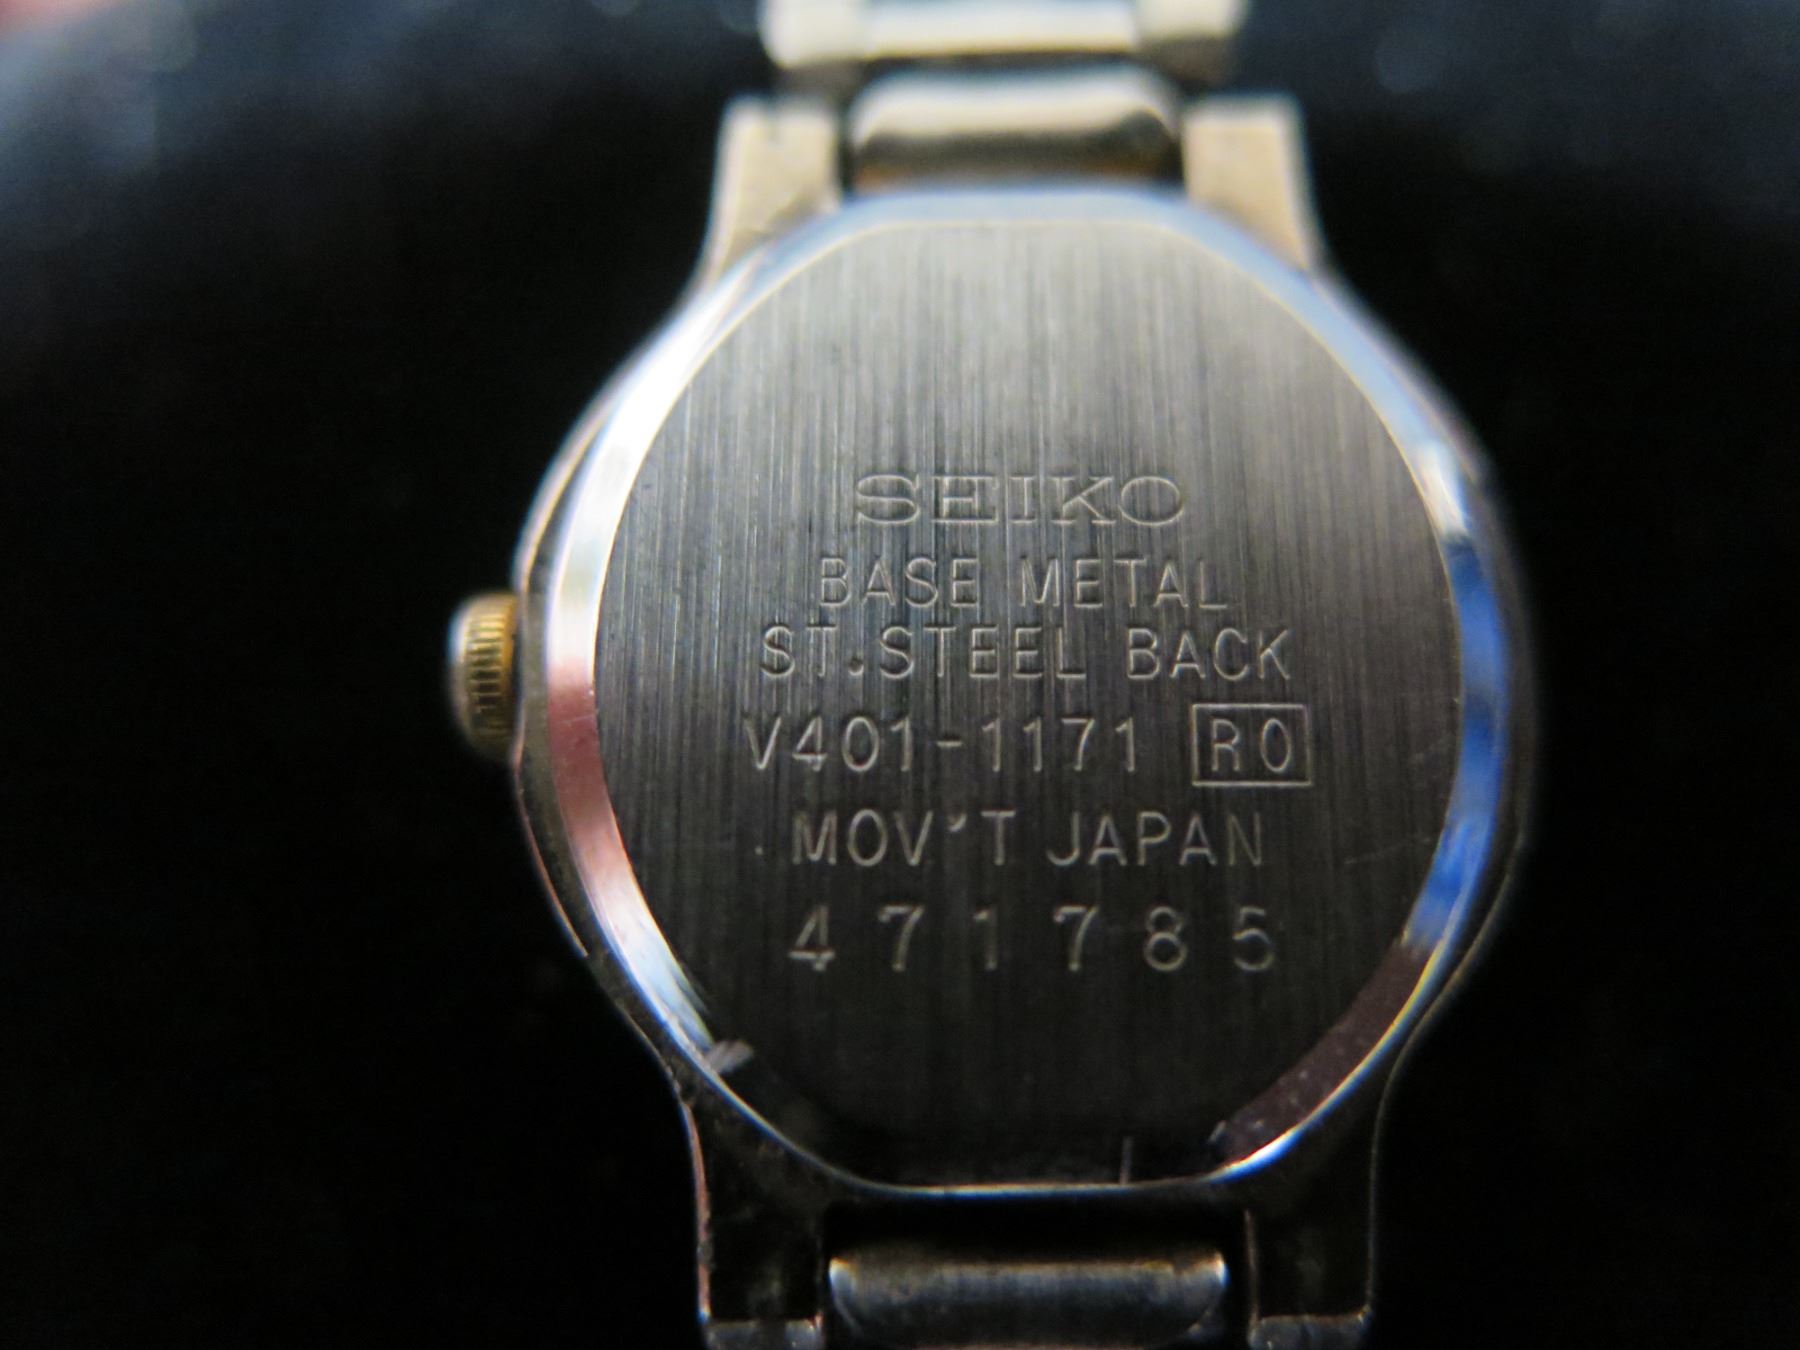 SEIKO
BASE METAL
ST.STEEL BACK
V401-1171 R0
MOV'T JAPAN
471785